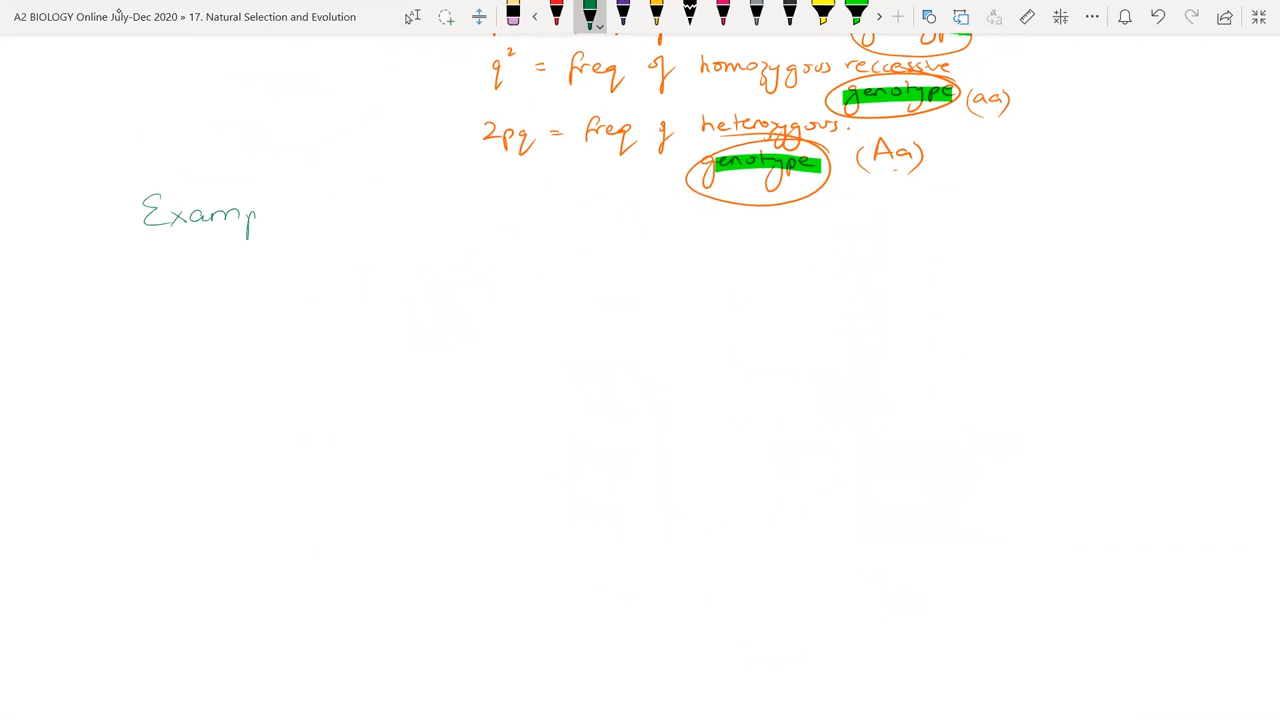 A2 BIOLOGY Online July-Dec 2020 » 17. Natural Selection and Evolution
q² = freq of homozygous reccessive
genotype (aa)
2pq = freq of heterozygous.
genotype (Aa)
Examp